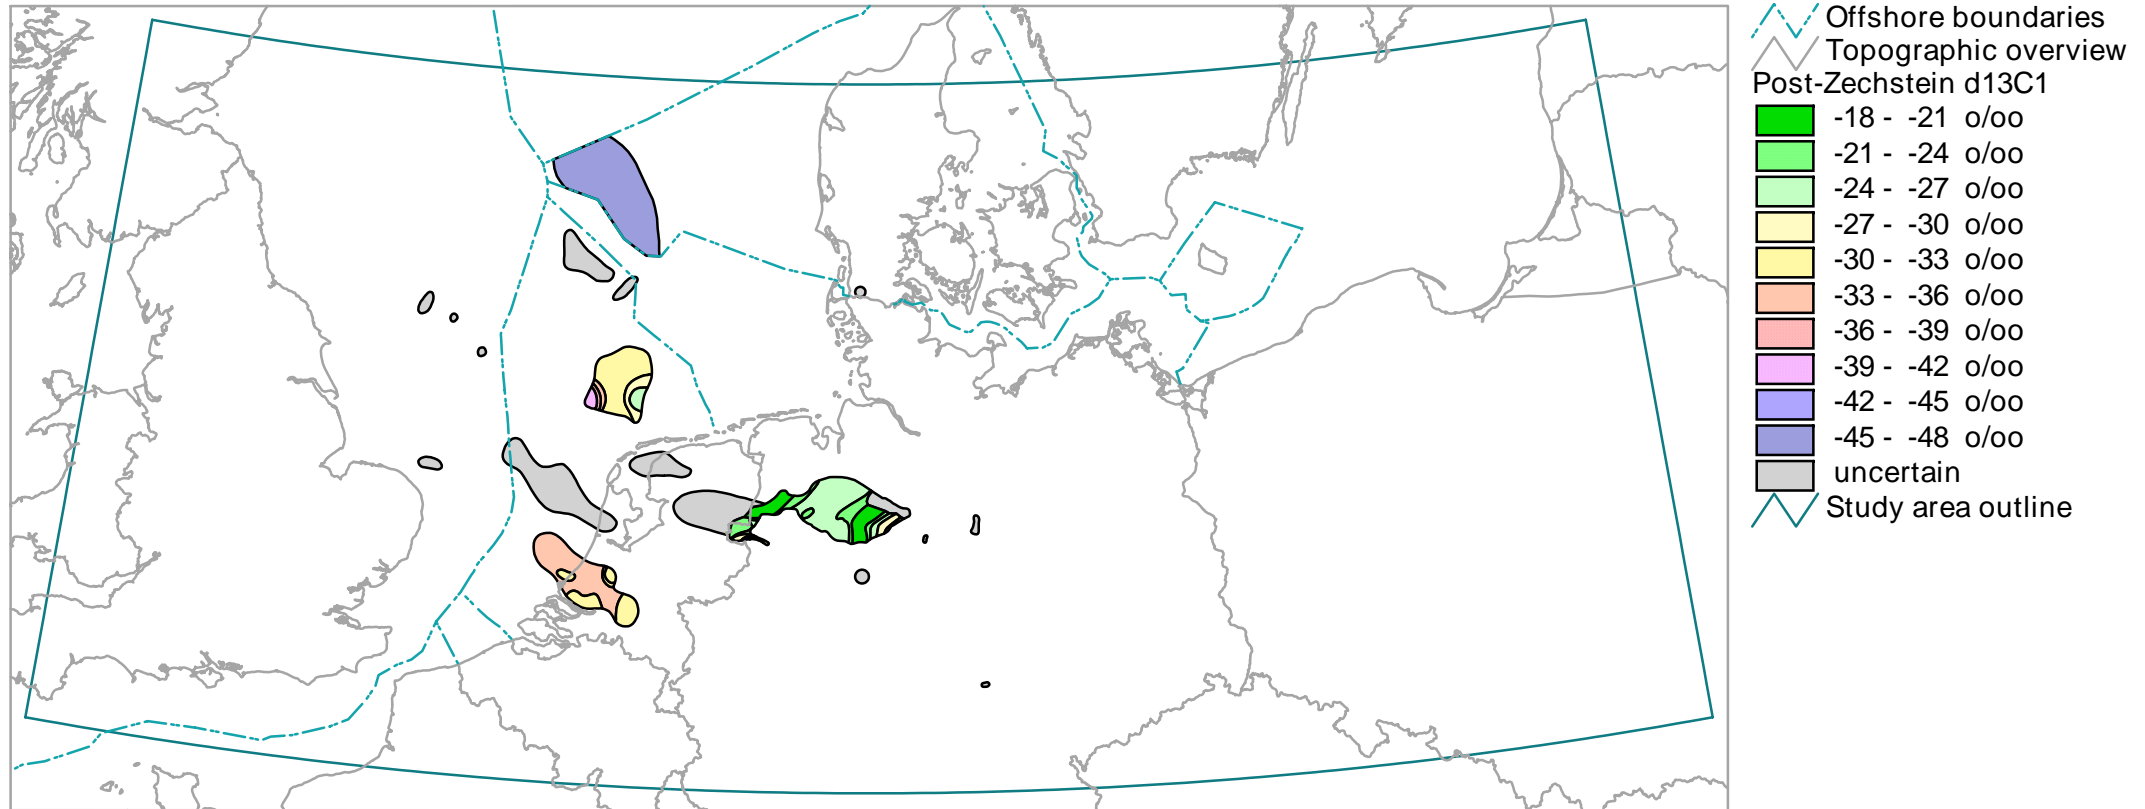 Offshore boundaries
Topographic overview
Post-Zechstein d13C1
-18 - -21 o/oo
-21 - -24 o/oo
-24 - -27 o/oo
-27 - -30 o/oo
-30 - -33 o/oo
-33 - -36 o/oo
-36 - -39 o/oo
-39 - -42 o/oo
-42 - -45 o/oo
-45 - -48 o/oo
uncertain
Study area outline